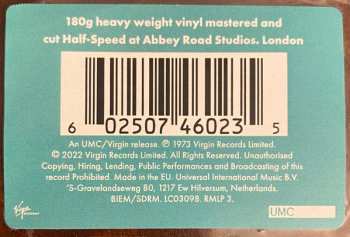 180g heavy weight vinyl mastered and
cut Half-Speed at Abbey Road Studios. London
6 02507 46023 5
An UMC/Virgin release. ℗ 1973 Virgin Records Limited.
© 2022 Virgin Records Limited. All Rights Reserved. Unauthorised
Copying, Hiring, Lending, Public Performances and Broadcasting of this
record Prohibited. Made in the EU. Universal International Music B.V.
'S-Gravelandseweg 80, 1217 Ew Hilversum, Netherlands.
BIEM/SDRM. LC03098. RMLP 3.
Virgin
UMC